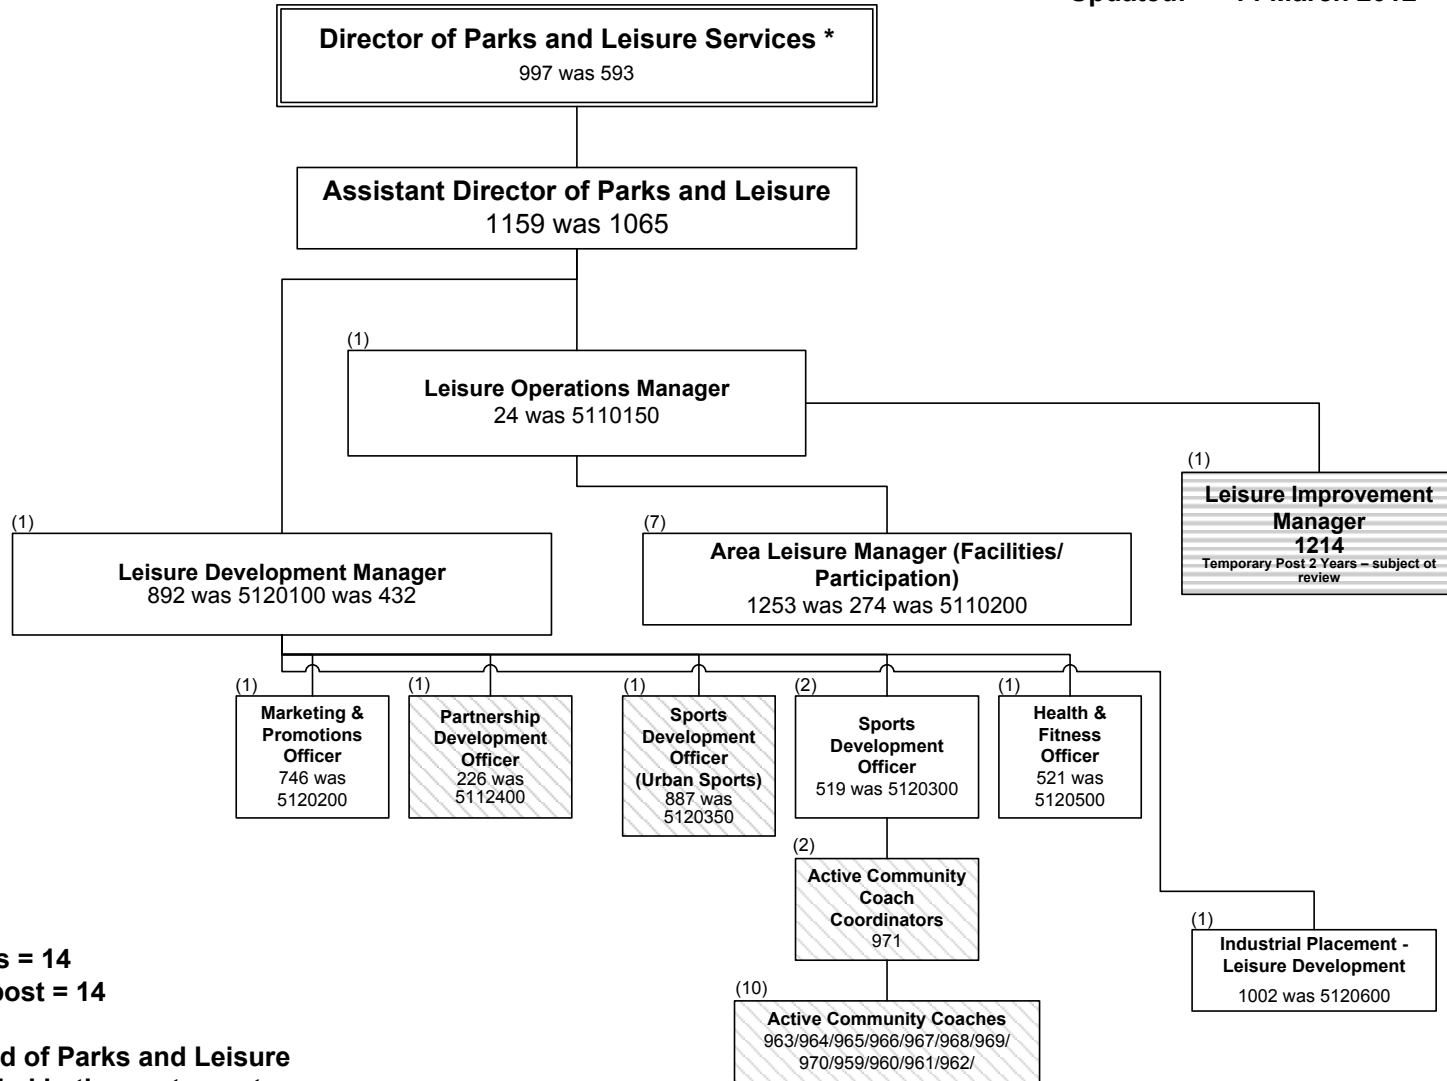 Updated: March 2012
Director of Parks and Leisure Services *
997 was 593
Assistant Director of Parks and Leisure
1159 was 1065
(1)
Leisure Operations Manager
24 was 5110150
(1)
Leisure Improvement
Manager
1214
Temporary Post 2 Years – subject ot
review
(1)
Leisure Development Manager
892 was 5120100 was 432
(7)
Area Leisure Manager (Facilities/
Participation)
1253 was 274 was 5110200
(1)
Marketing &
Promotions
Officer
746 was
5120200
(1)
Partnership
Development
Officer
226 was
5112400
(1)
Sports
Development
Officer
(Urban Sports)
887 was
5120350
(2)
Sports
Development
Officer
519 was 5120300
(1)
Health &
Fitness
Officer
521 was
5120500
(2)
Active Community
Coach
Coordinators
971
(1)
Industrial Placement -
Leisure Development
1002 was 5120600
(10)
Active Community Coaches
963/964/965/966/967/968/969/
970/959/960/961/962/
s = 14
post = 14
d of Parks and Leisure